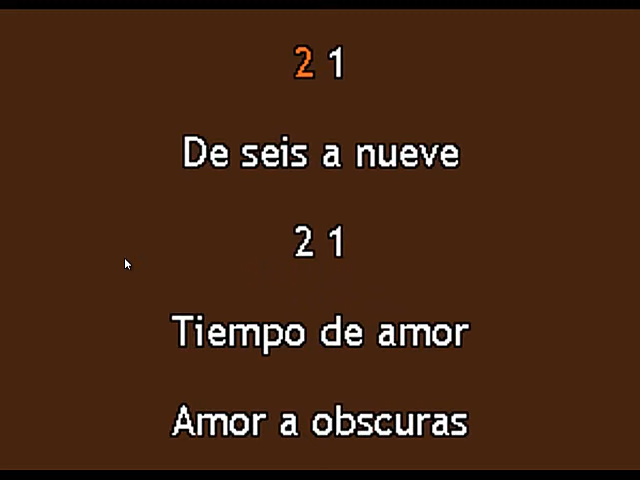 2 1
De seis a nueve
2 1
Tiempo de amor
Amor a obscuras